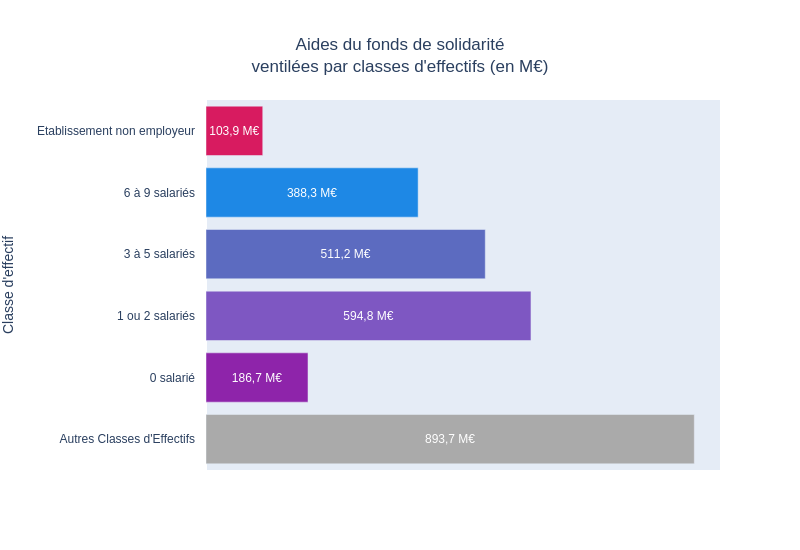 Aides du fonds de solidarité
ventilées par classes d'effectifs (en M€)
Classe d'effectif
Etablissement non employeur
103,9 M€
6 à 9 salariés
388,3 M€
3 à 5 salariés
511,2 M€
1 ou 2 salariés
594,8 M€
0 salarié
186,7 M€
Autres Classes d'Effectifs
893,7 M€